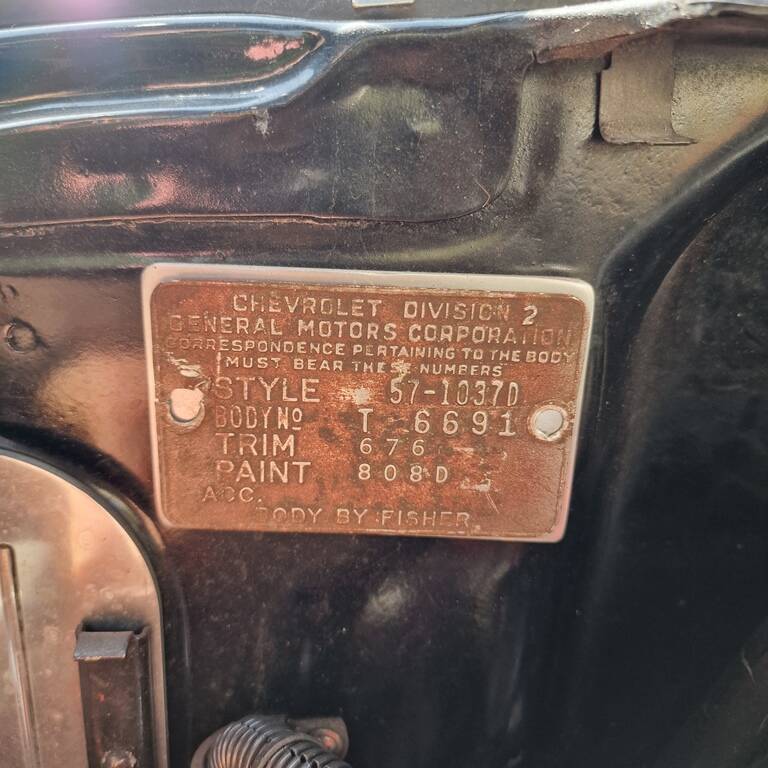 CHEVROLET DIVISION 2
GENERAL MOTORS CORPORATION
CORRESPONDENCE PERTAINING TO THE BODY
MUST BEAR THESE NUMBERS
STYLE 57-1037D
BODY Nº T 6691
TRIM 676
PAINT 808D
ACC.
BODY BY FISHER